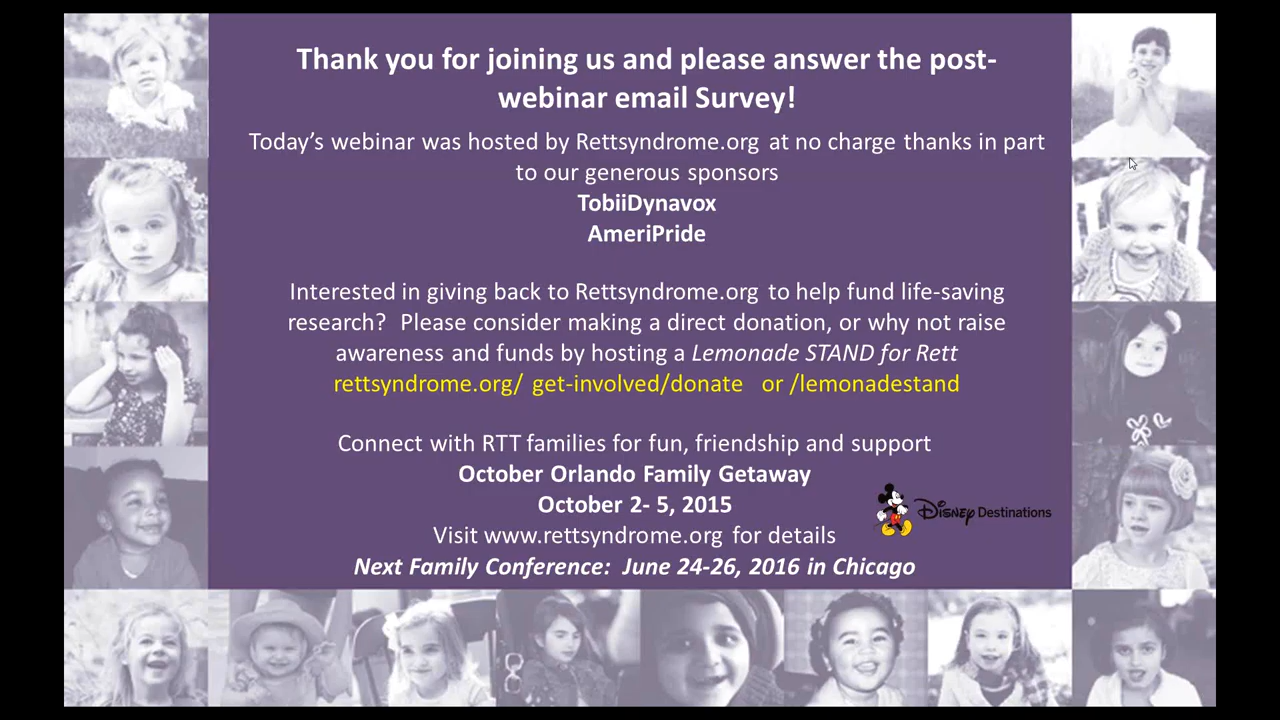 Thank you for joining us and please answer the post-
webinar email Survey!
Today's webinar was hosted by Rettsyndrome.org at no charge thanks in part
to our generous sponsors
TobiiDynavox
AmeriPride
Interested in giving back to Rettsyndrome.org to help fund life-saving
research? Please consider making a direct donation, or why not raise
awareness and funds by hosting a Lemonade STAND for Rett
rettsyndrome.org/ get-involved/donate or /lemonadestand
Connect with RTT families for fun, friendship and support
October Orlando Family Getaway
October 2- 5, 2015
Disney Destinations
Visit www.rettsyndrome.org for details
Next Family Conference: June 24-26, 2016 in Chicago